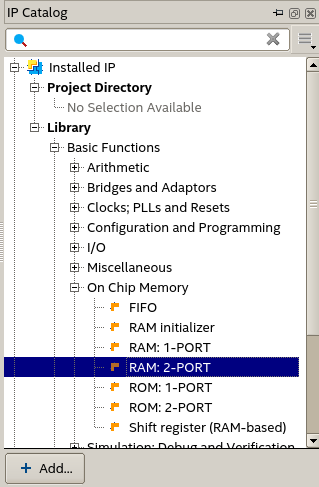 IP Catalog
Installed IP
Project Directory
No Selection Available
Library
Basic Functions
Arithmetic
Bridges and Adaptors
Clocks; PLLs and Resets
Configuration and Programming
I/O
Miscellaneous
On Chip Memory
FIFO
RAM initializer
RAM: 1-PORT
RAM: 2-PORT
ROM: 1-PORT
ROM: 2-PORT
Shift register (RAM-based)
Simulation; Debug and Verification
+ Add...